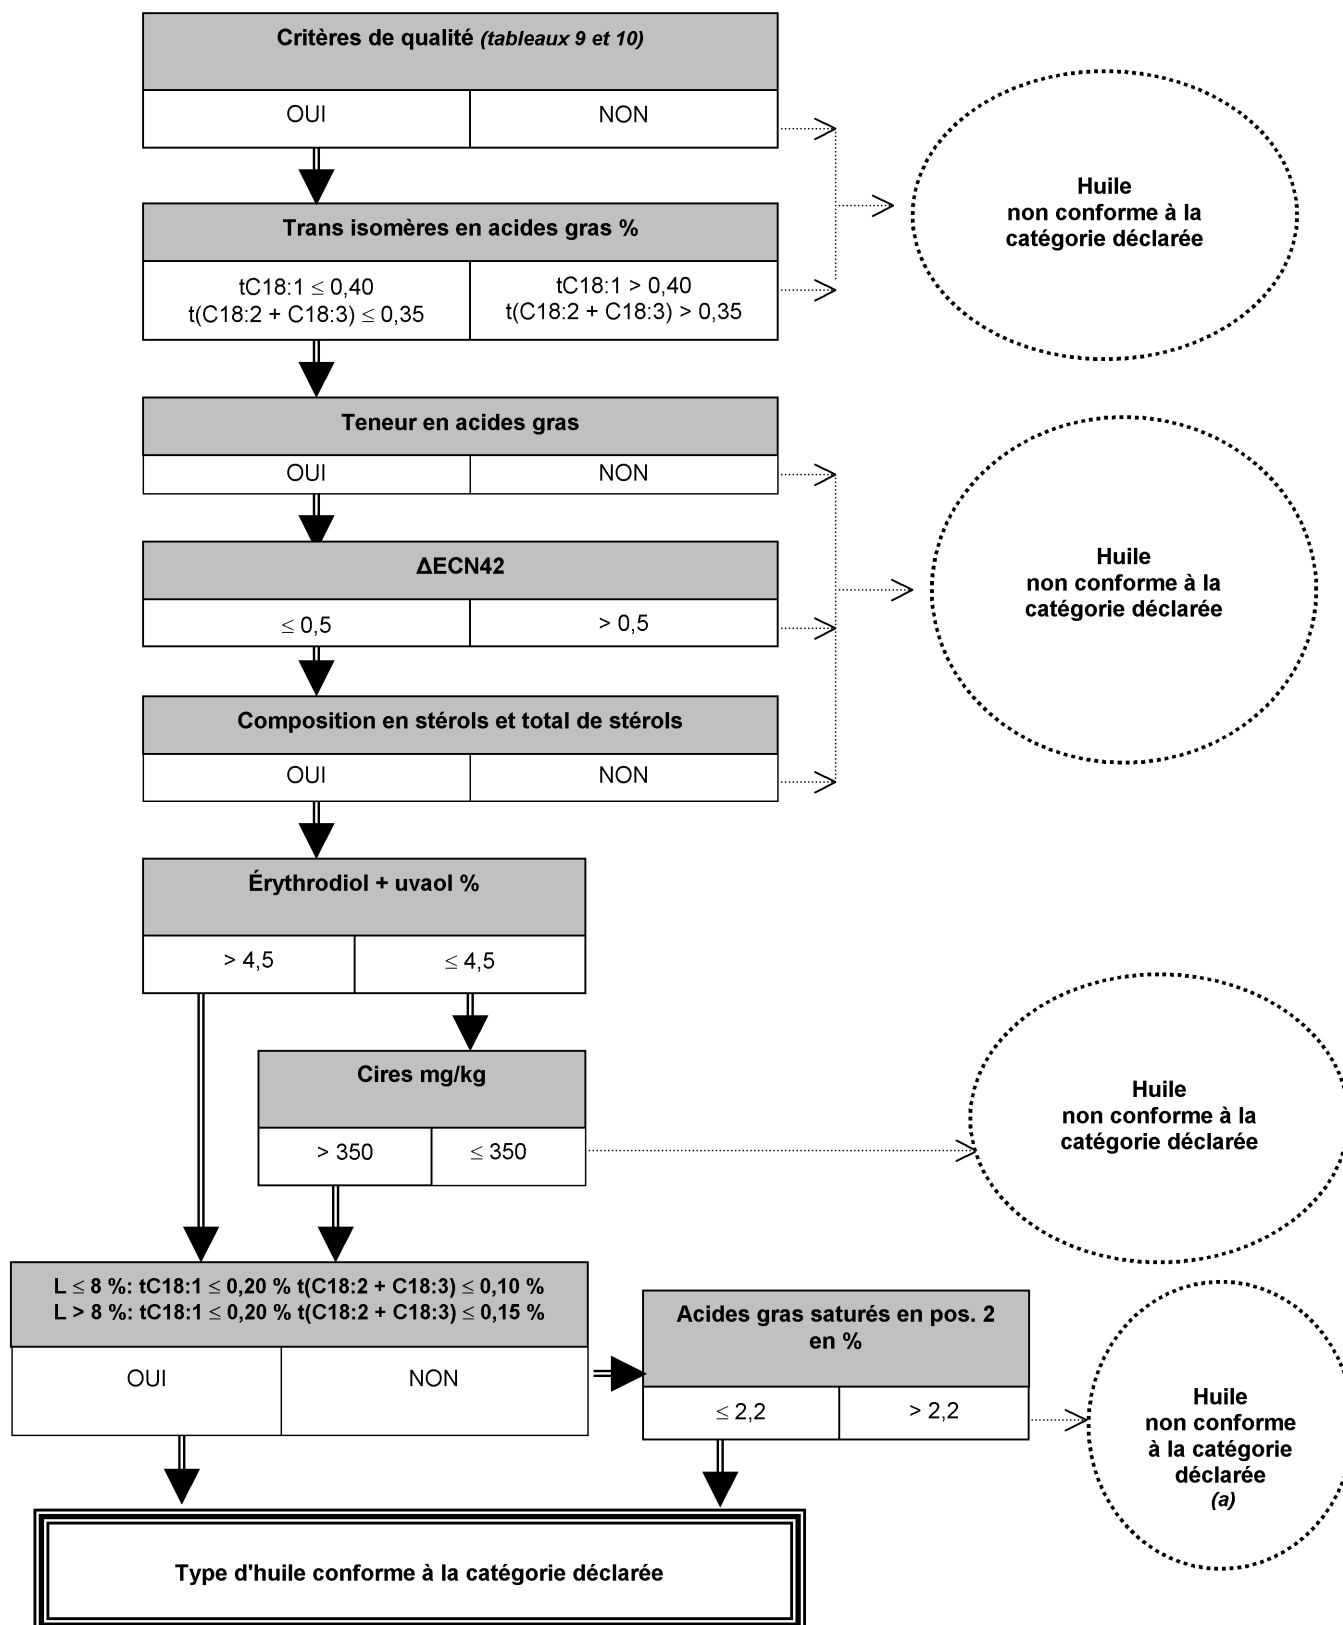 Critères de qualité (tableaux 9 et 10)
OUI
NON
Huile
non conforme à la
catégorie déclarée
Trans isomères en acides gras %
tC18:1 ≤ 0,40
t(C18:2 + C18:3) ≤ 0,35
tC18:1 > 0,40
t(C18:2 + C18:3) > 0,35
Teneur en acides gras
OUI
NON
ΔECN42
≤ 0,5
> 0,5
Huile
non conforme à la
catégorie déclarée
Composition en stérols et total de stérols
OUI
NON
Érythrodiol + uvaol %
> 4,5
≤ 4,5
Cires mg/kg
> 350
≤ 350
Huile
non conforme à la
catégorie déclarée
L ≤ 8 %: tC18:1 ≤ 0,20 % t(C18:2 + C18:3) ≤ 0,10 %
L > 8 %: tC18:1 ≤ 0,20 % t(C18:2 + C18:3) ≤ 0,15 %
OUI
NON
Acides gras saturés en pos. 2
en %
≤ 2,2
> 2,2
Huile
non conforme
à la catégorie
déclarée
(a)
Type d'huile conforme à la catégorie déclarée